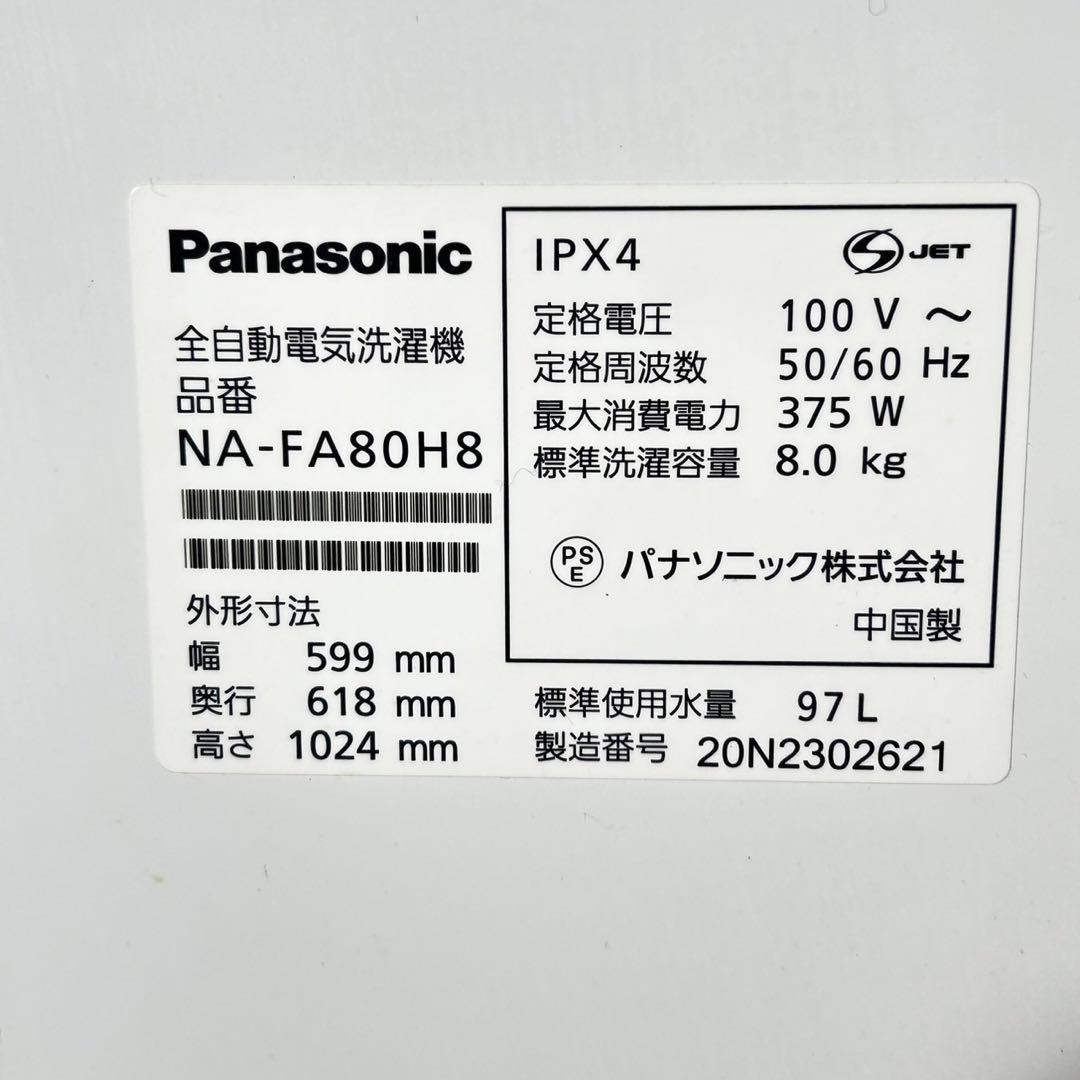 Panasonic
全自動電気洗濯機
品番
NA-FA80H8
外形寸法
幅 599 mm
奥行 618 mm
高さ 1024 mm
IPX4
S JET
定格電圧 100 V ～
定格周波数 50/60 Hz
最大消費電力 375 W
標準洗濯容量 8.0 kg
PSE パナソニック株式会社
中国製
標準使用水量 97 L
製造番号 20N2302621